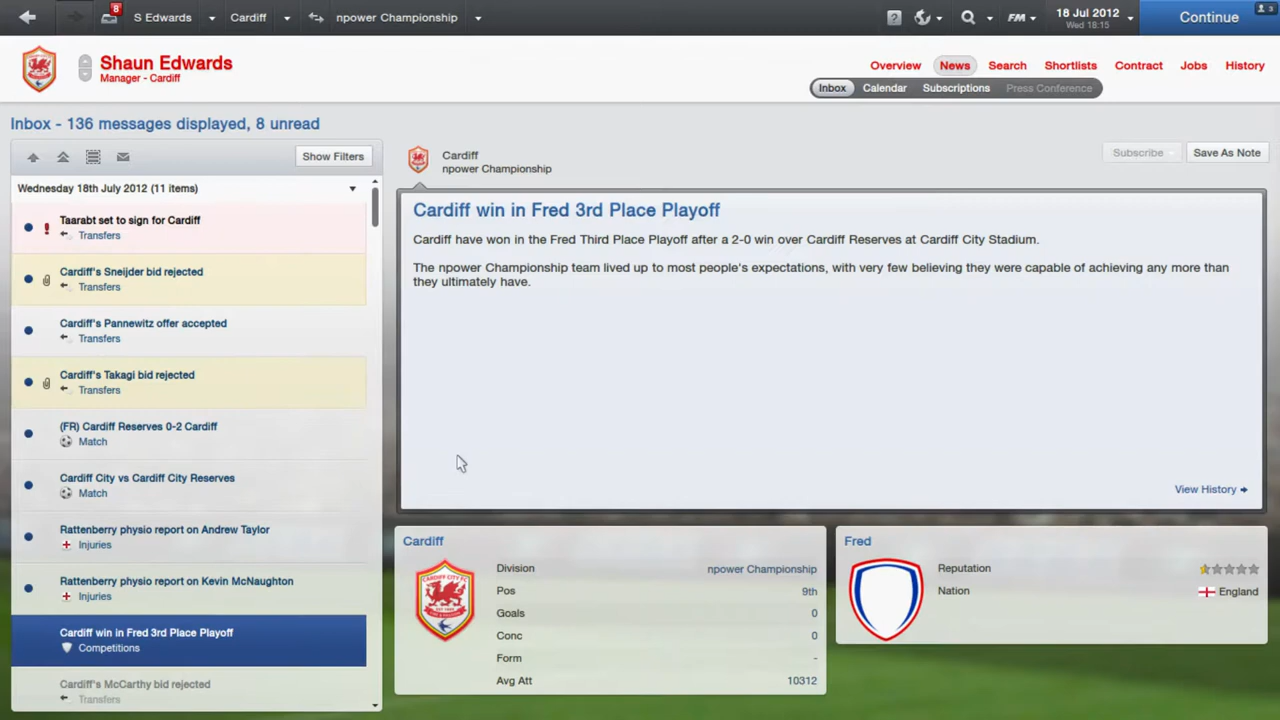 8
S Edwards
Cardiff
npower Championship
?
FM
18 Jul 2012
Wed 18:15
Continue
3
Shaun Edwards
Manager - Cardiff
Overview
News
Search
Shortlists
Contract
Jobs
History
Inbox
Calendar
Subscriptions
Press Conference
Inbox - 136 messages displayed, 8 unread
Show Filters
Wednesday 18th July 2012 (11 items)
Taarabt set to sign for Cardiff
Transfers
Cardiff's Sneijder bid rejected
Transfers
Cardiff's Pannewitz offer accepted
Transfers
Cardiff's Takagi bid rejected
Transfers
(FR) Cardiff Reserves 0-2 Cardiff
Match
Cardiff City vs Cardiff City Reserves
Match
Rattenberry physio report on Andrew Taylor
Injuries
Rattenberry physio report on Kevin McNaughton
Injuries
Cardiff win in Fred 3rd Place Playoff
Competitions
Cardiff's McCarthy bid rejected
Transfers
Cardiff
npower Championship
Subscribe
Save As Note
Cardiff win in Fred 3rd Place Playoff
Cardiff have won in the Fred Third Place Playoff after a 2-0 win over Cardiff Reserves at Cardiff City Stadium.
The npower Championship team lived up to most people's expectations, with very few believing they were capable of achieving any more than
they ultimately have.
View History
Cardiff
CARDIFF CITY FC
Division npower Championship
Pos 9th
Goals 0
Conc 0
Form -
Avg Att 10312
Fred
Reputation
Nation England